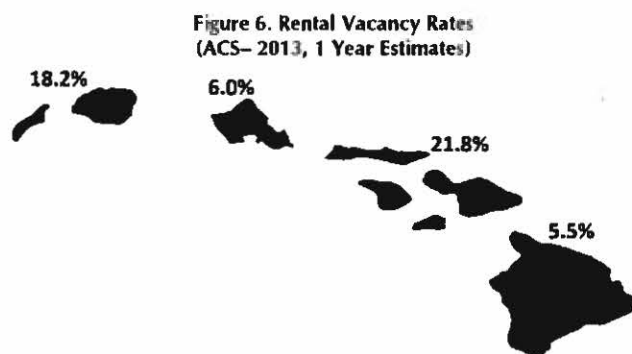 Figure 6. Rental Vacancy Rates
(ACS– 2013, 1 Year Estimates)
18.2%
6.0%
21.8%
5.5%